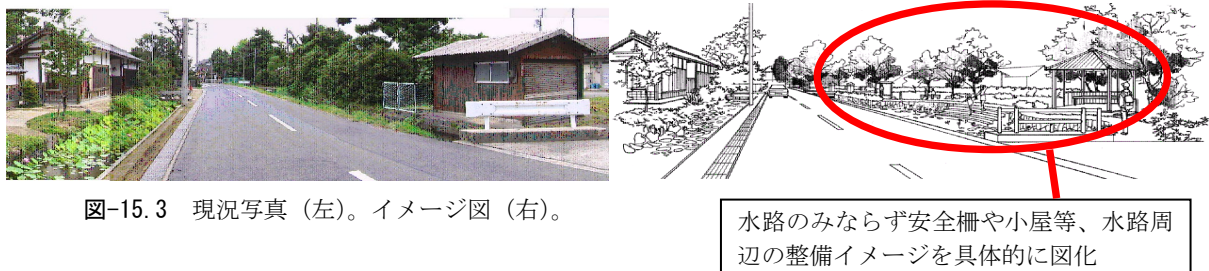 図-15.3 現況写真（左）。イメージ図（右）。
水路のみならず安全柵や小屋等、水路周
辺の整備イメージを具体的に図化